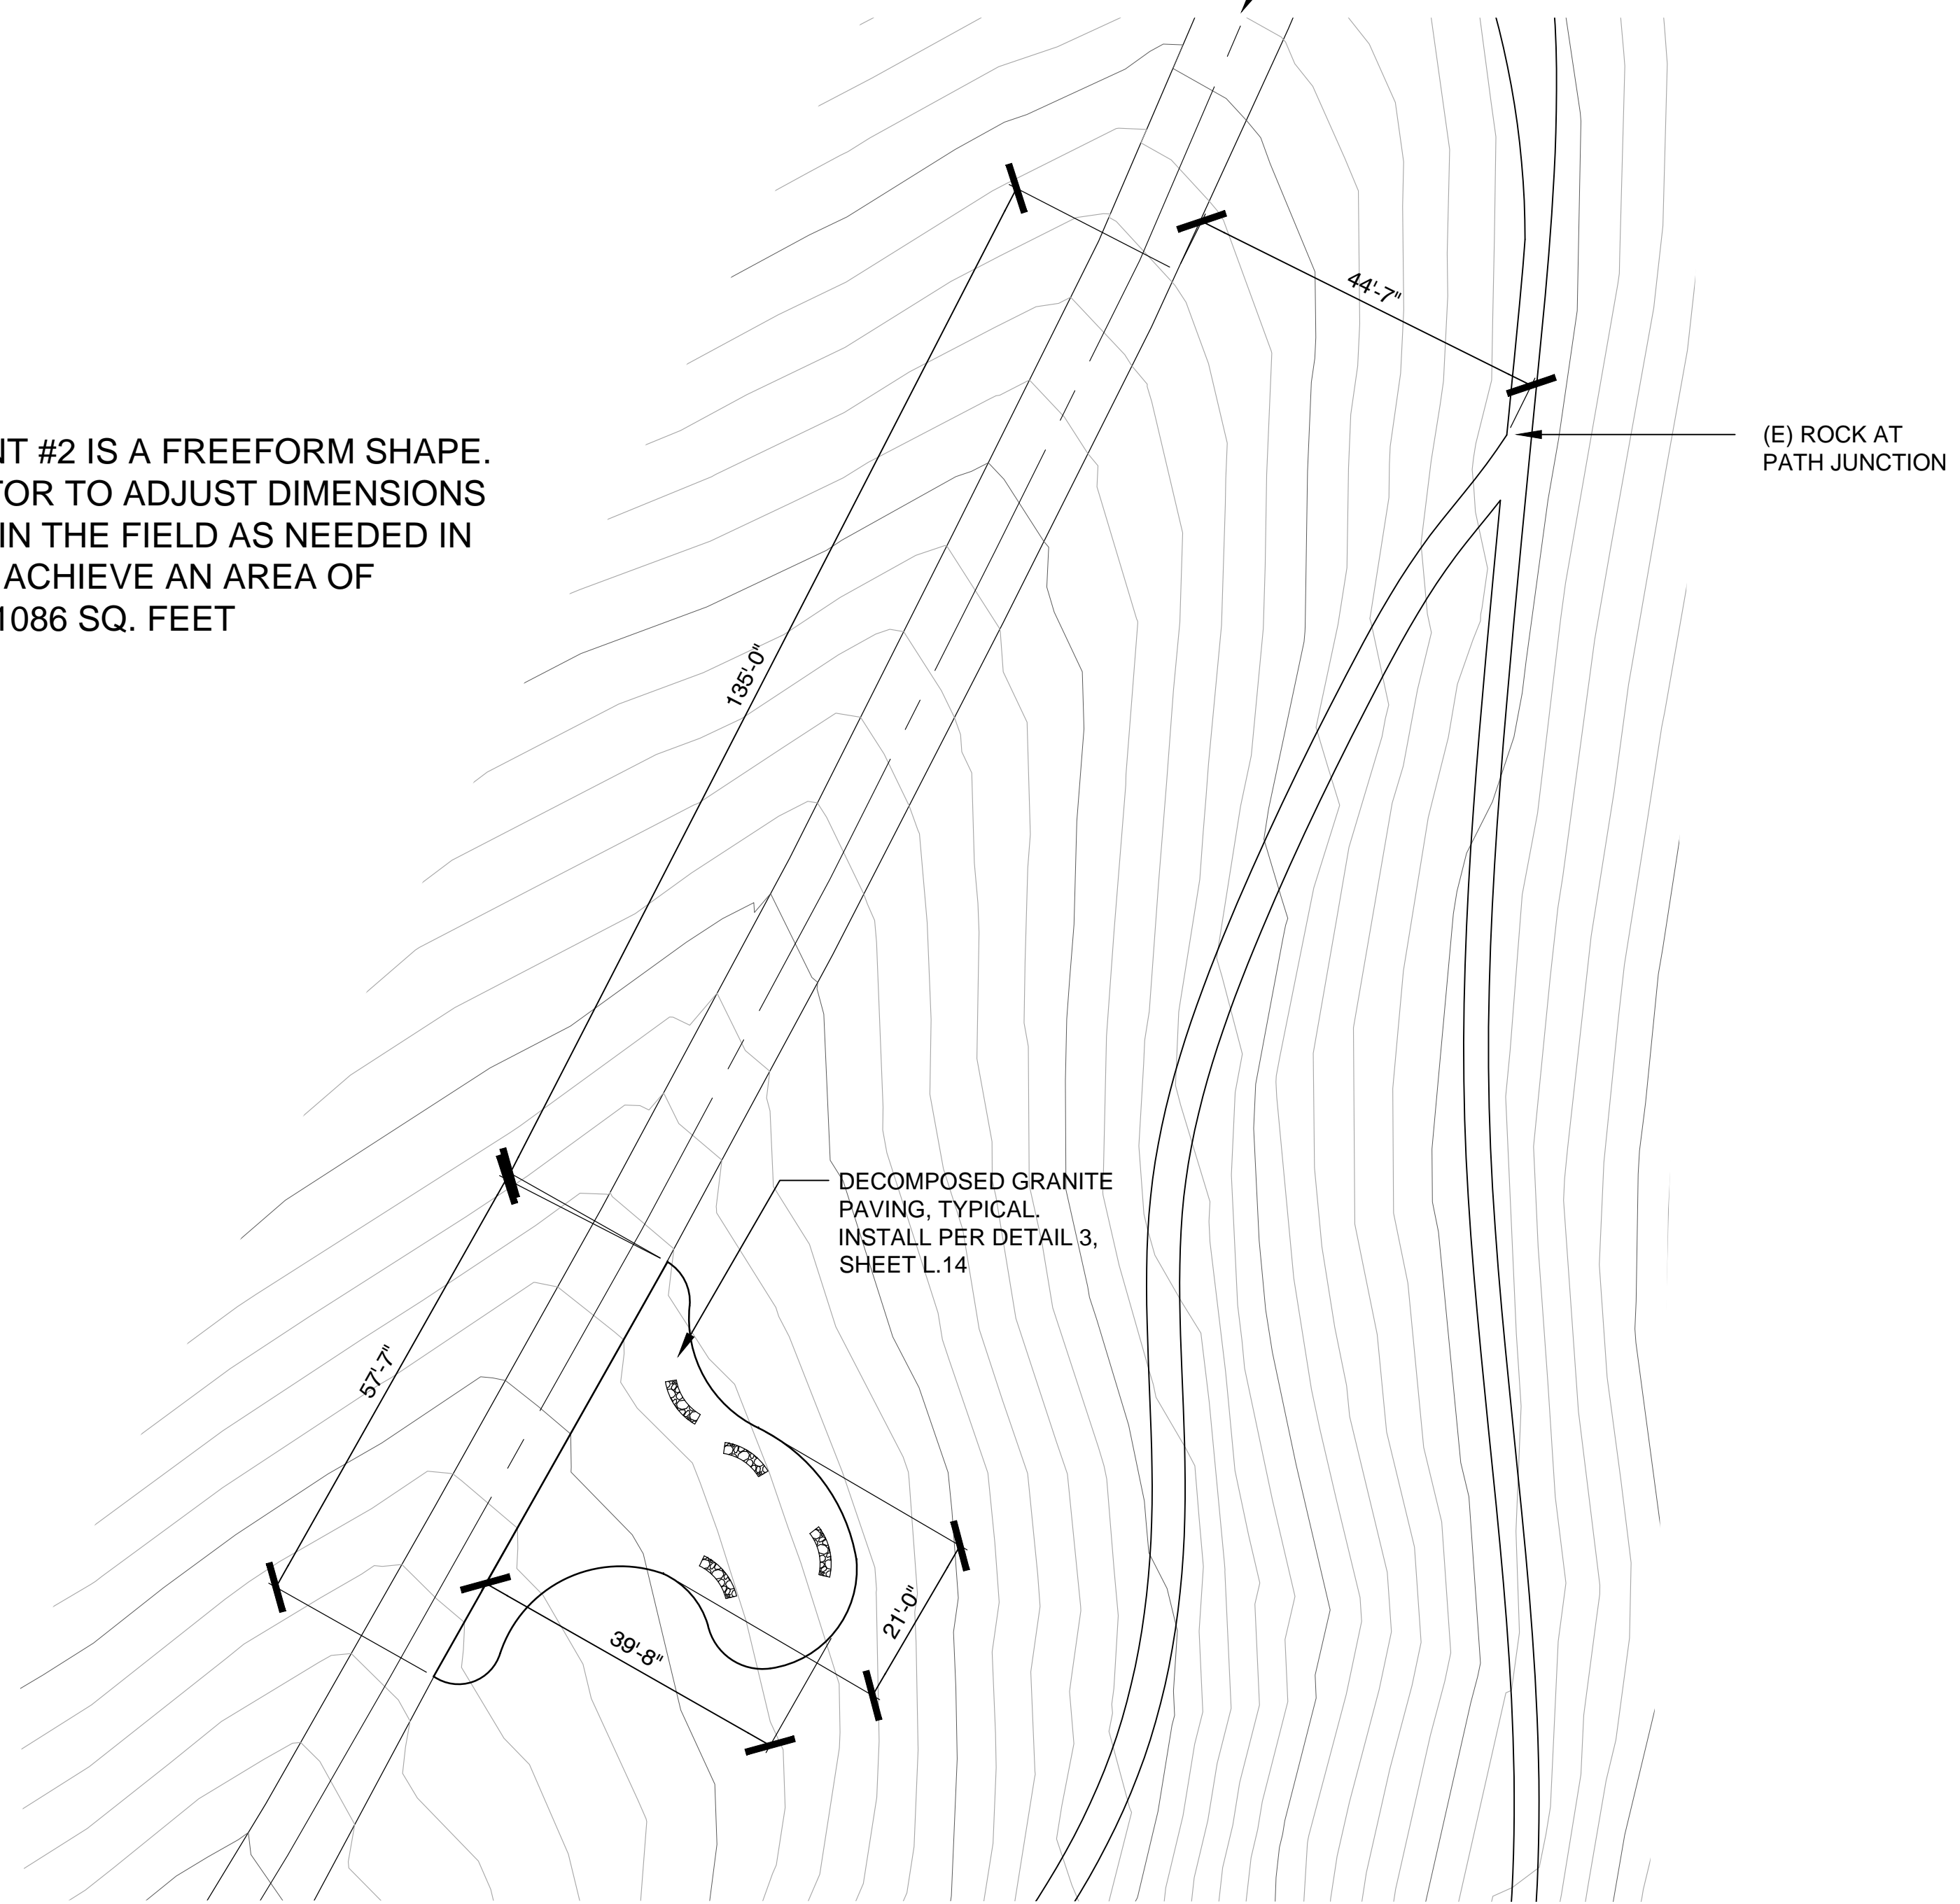 #2 IS A FREEFORM SHAPE.
TO ADJUST DIMENSIONS
IN THE FIELD AS NEEDED IN
ACHIEVE AN AREA OF
1086 SQ. FEET
44'-7"
(E) ROCK AT
PATH JUNCTION
135'-0"
DECOMPOSED GRANITE
PAVING, TYPICAL.
INSTALL PER DETAIL 3,
SHEET L.14
57'-7"
21'-0"
39'-8"